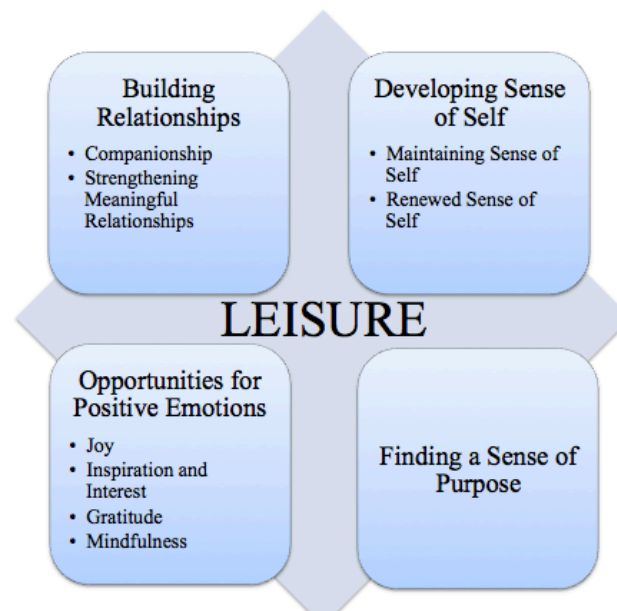 Building
Relationships
• Companionship
• Strengthening
Meaningful
Relationships
Developing Sense
of Self
• Maintaining Sense of
Self
• Renewed Sense of
Self
LEISURE
Opportunities for
Positive Emotions
• Joy
• Inspiration and
Interest
• Gratitude
• Mindfulness
Finding a Sense of
Purpose